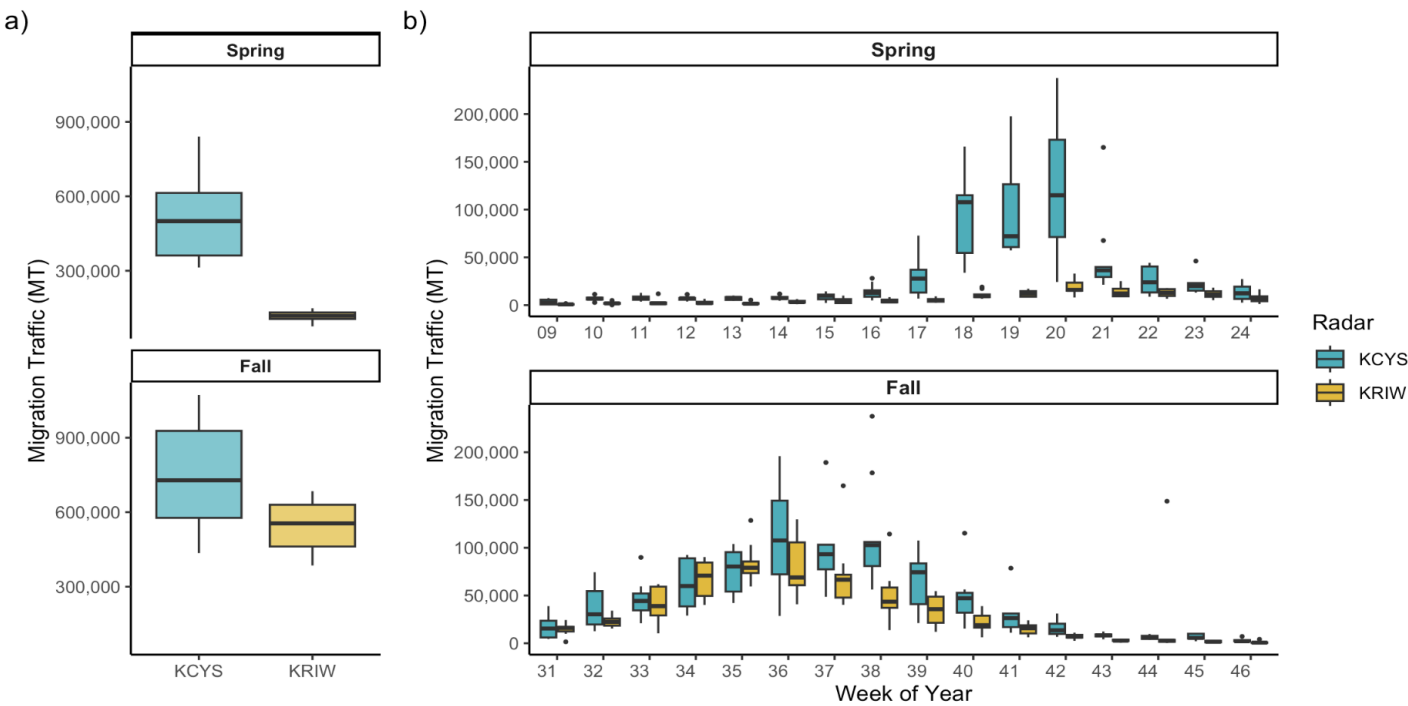 a)
Spring
Migration Traffic (MT)
900,000
600,000
300,000
Fall
900,000
600,000
300,000
KCYS KRIW
b)
Spring
Migration Traffic (MT)
200,000
150,000
100,000
50,000
0
09 10 11 12 13 14 15 16 17 18 19 20 21 22 23 24
Fall
200,000
150,000
100,000
50,000
0
31 32 33 34 35 36 37 38 39 40 41 42 43 44 45 46
Week of Year
Radar
KCYS
KRIW